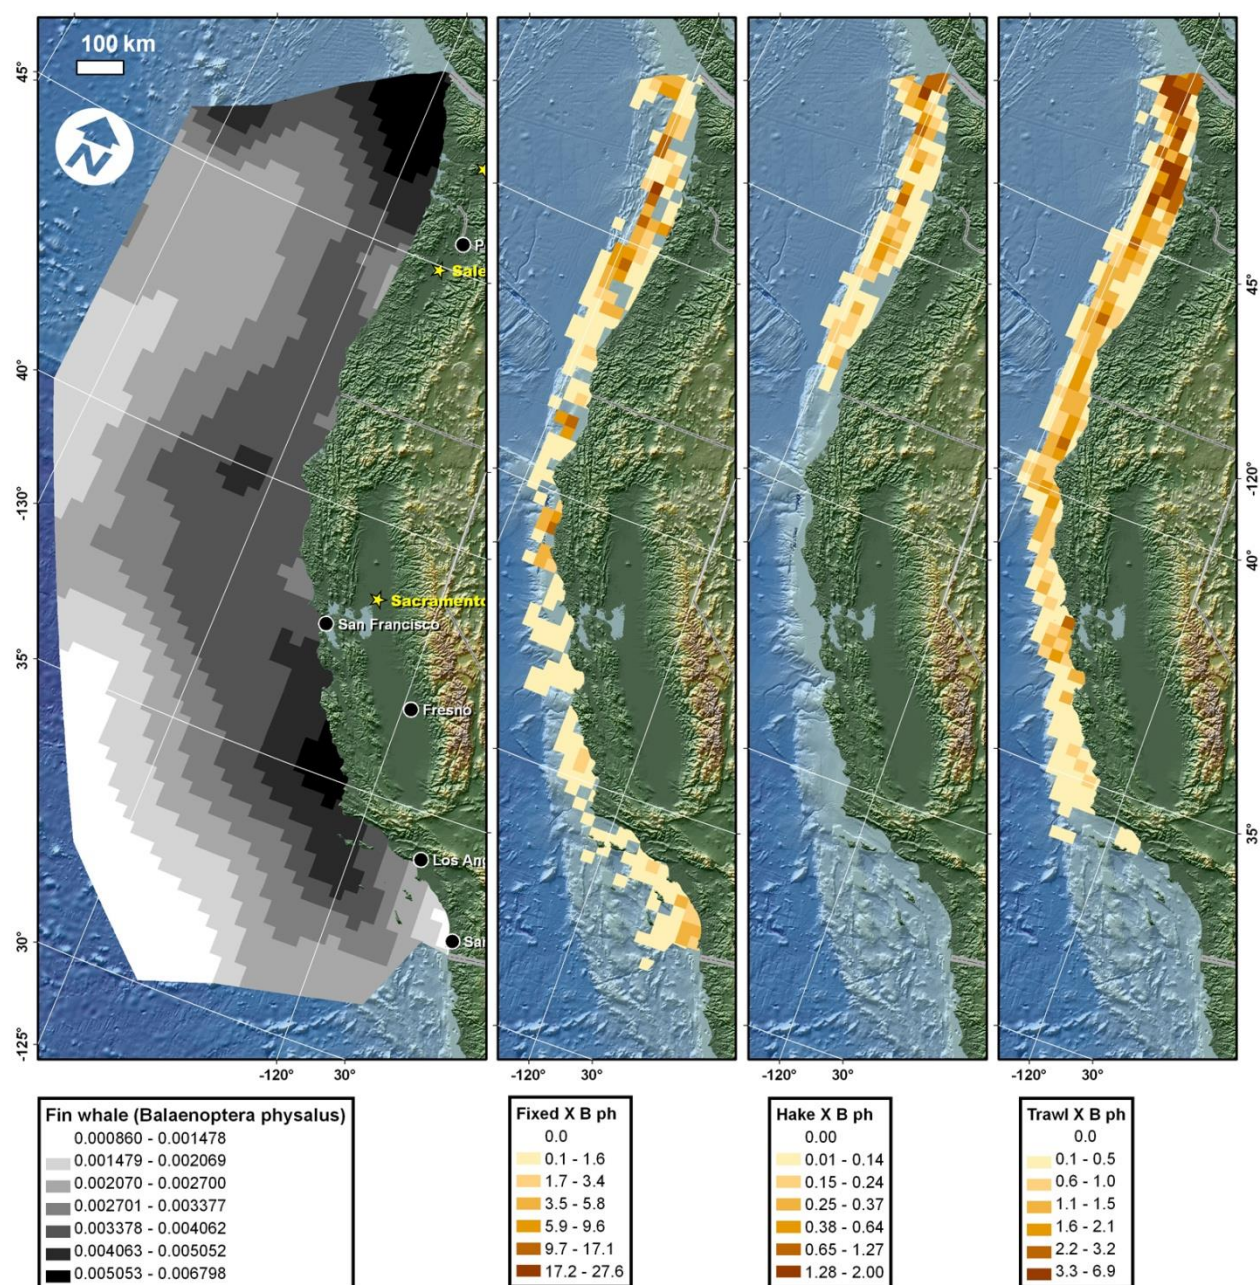 100 km
N
45°
40°
-130°
35°
30°
-125°
P
Sale
Sacramento
San Francisco
Fresno
Los Ang
San
-120°
30°
-120°
30°
-120°
30°
-120°
30°
45°
-120°
40°
35°
Fin whale (Balaenoptera physalus)
0.000860 - 0.001478
0.001479 - 0.002069
0.002070 - 0.002700
0.002701 - 0.003377
0.003378 - 0.004062
0.004063 - 0.005052
0.005053 - 0.006798
Fixed X B ph
0.0
0.1 - 1.6
1.7 - 3.4
3.5 - 5.8
5.9 - 9.6
9.7 - 17.1
17.2 - 27.6
Hake X B ph
0.00
0.01 - 0.14
0.15 - 0.24
0.25 - 0.37
0.38 - 0.64
0.65 - 1.27
1.28 - 2.00
Trawl X B ph
0.0
0.1 - 0.5
0.6 - 1.0
1.1 - 1.5
1.6 - 2.1
2.2 - 3.2
3.3 - 6.9